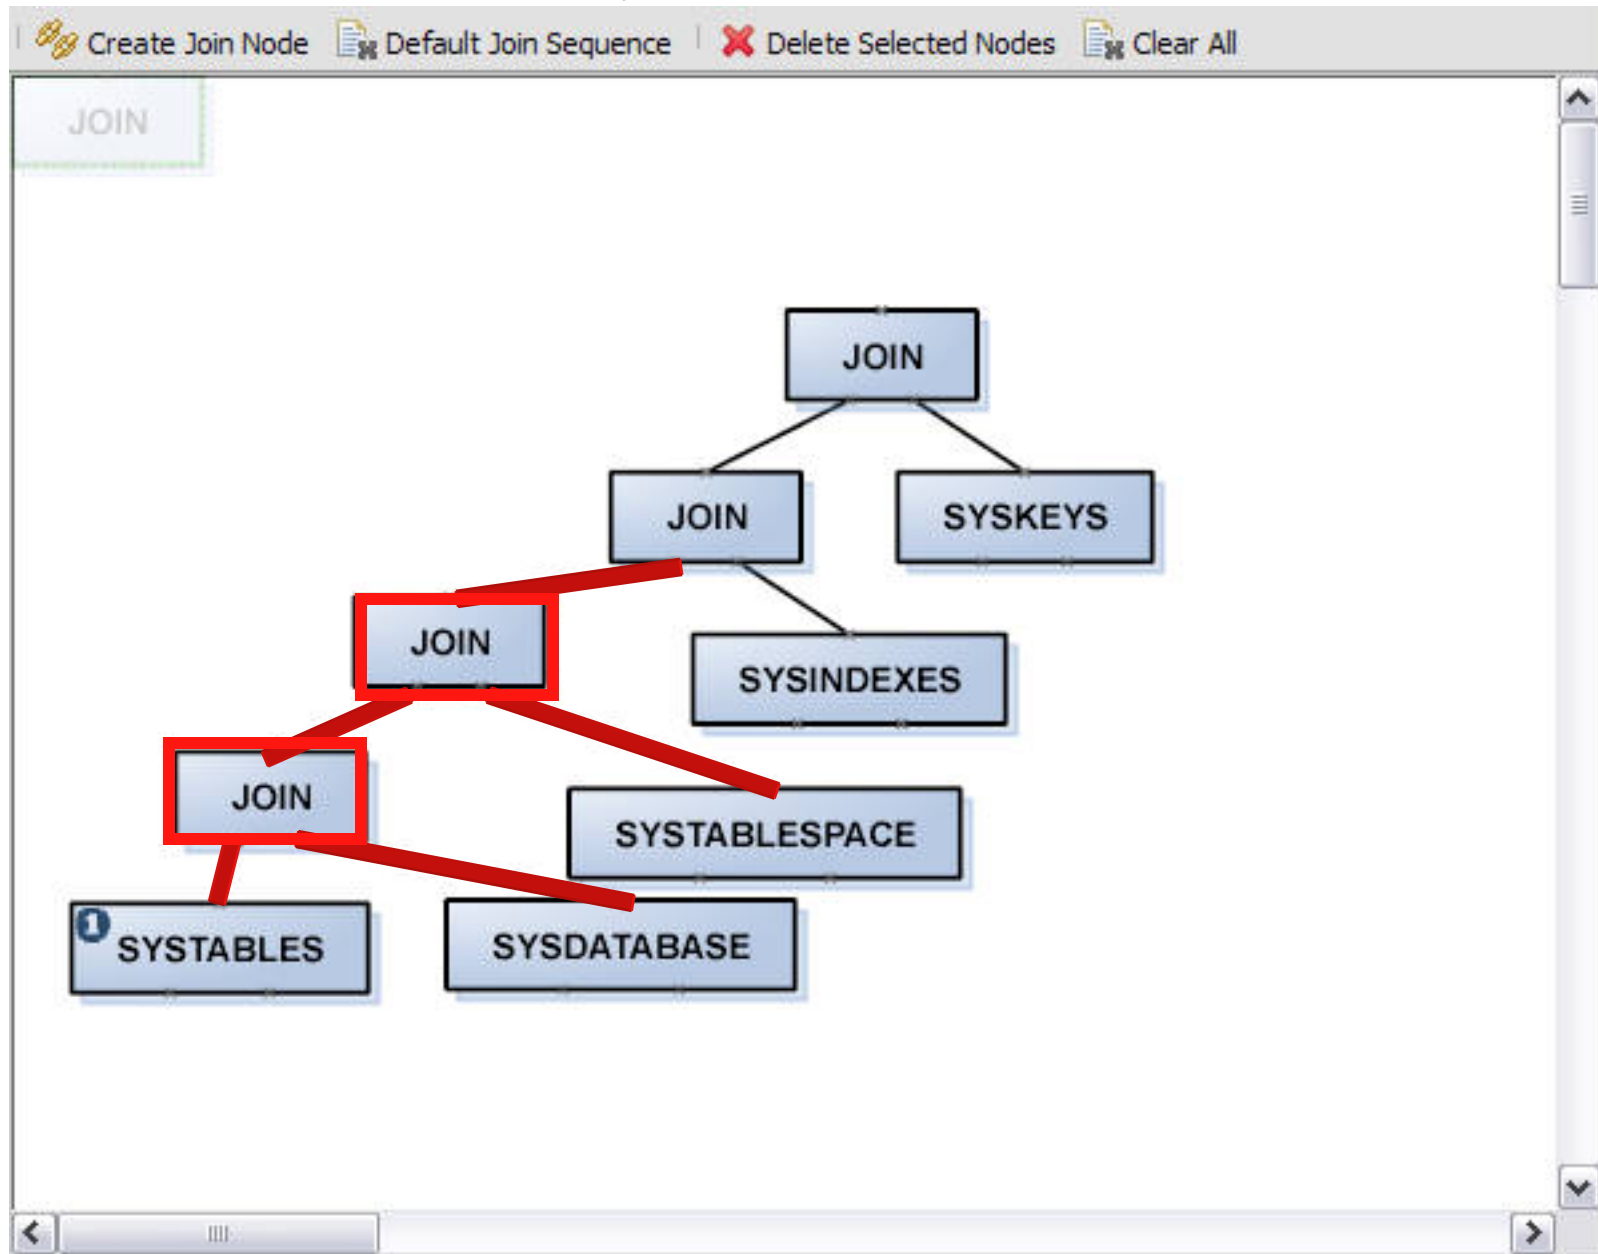 Create Join Node Default Join Sequence Delete Selected Nodes Clear All
JOIN
JOIN
JOIN SYSKEYS
JOIN
SYSINDEXES
JOIN
SYSTABLESPACE
1
SYSTABLES SYSDATABASE